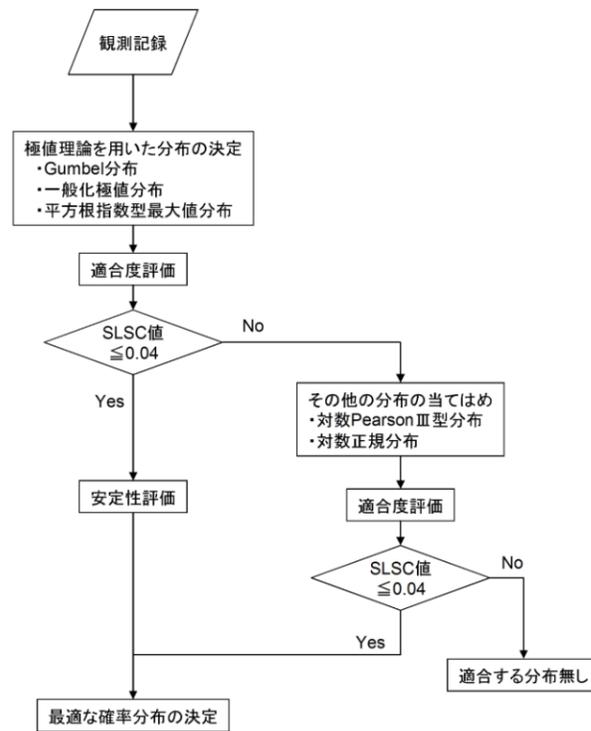 観測記録
極値理論を用いた分布の決定
・Gumbel分布
・一般化極値分布
・平方根指数型最大値分布
適合度評価
SLSC値
≦0.04
No
Yes
その他の分布の当てはめ
・対数PearsonⅢ型分布
・対数正規分布
安定性評価
適合度評価
SLSC値
≦0.04
No
Yes
適合する分布無し
最適な確率分布の決定